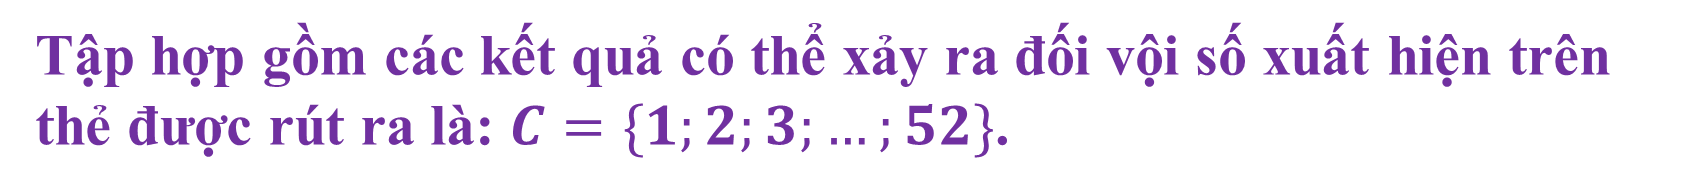 Tập hợp gồm các kết quả có thể xảy ra đối vội số xuất hiện trên
thẻ được rút ra là: C = {1; 2; 3; … ; 52}.